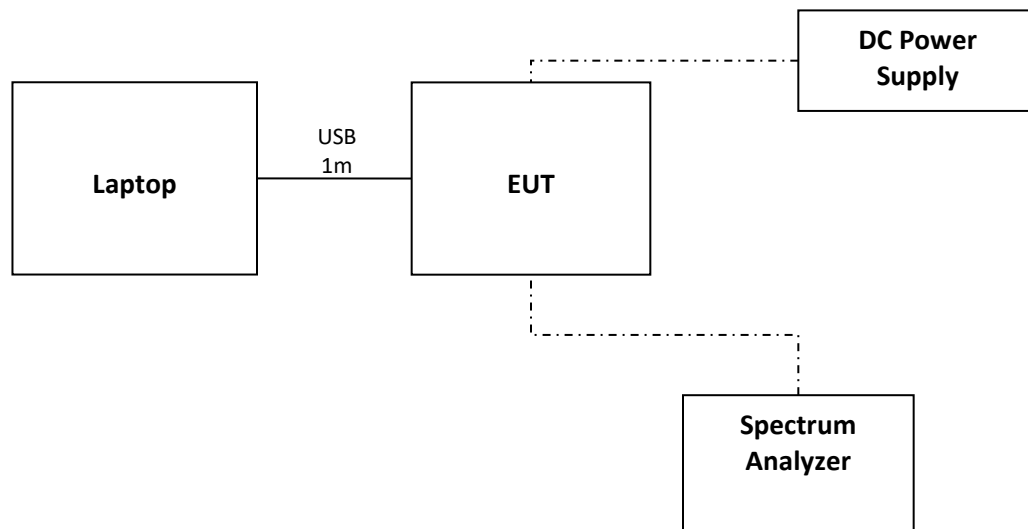 DC Power
Supply
USB
1m
Laptop
EUT
Spectrum
Analyzer